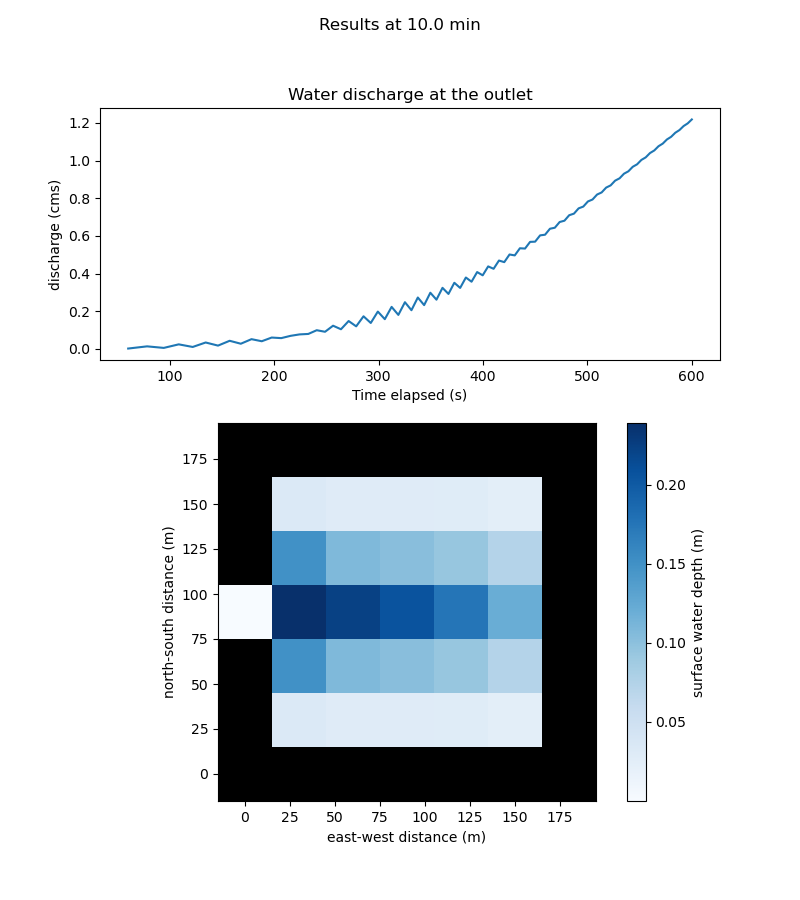 Results at 10.0 min
Water discharge at the outlet
discharge (cms)
1.2
1.0
0.8
0.6
0.4
0.2
0.0
100 200 300 400 500 600
Time elapsed (s)
north-south distance (m)
175
150
125
100
75
50
25
0
0 25 50 75 100 125 150 175
east-west distance (m)
0.20
0.15
0.10
0.05
surface water depth (m)